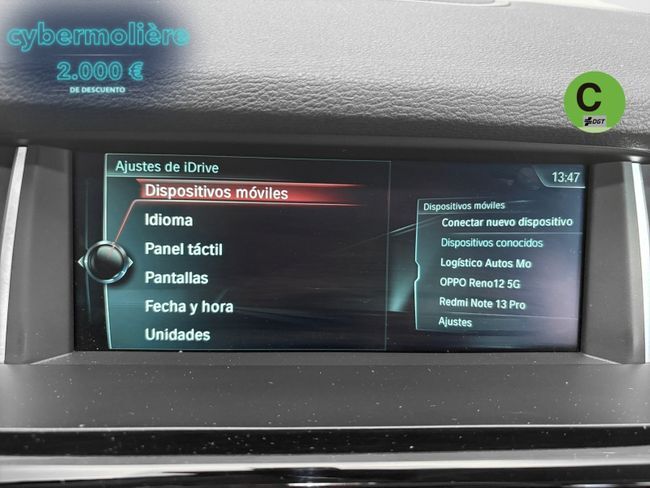 cybermolière
2.000 €
DE DESCUENTO
C
DGT
Ajustes de iDrive
13:47
Dispositivos móviles
Idioma
Panel táctil
Pantallas
Fecha y hora
Unidades
Dispositivos móviles
Conectar nuevo dispositivo
Dispositivos conocidos
Logístico Autos Mo
OPPO Reno12 5G
Redmi Note 13 Pro
Ajustes